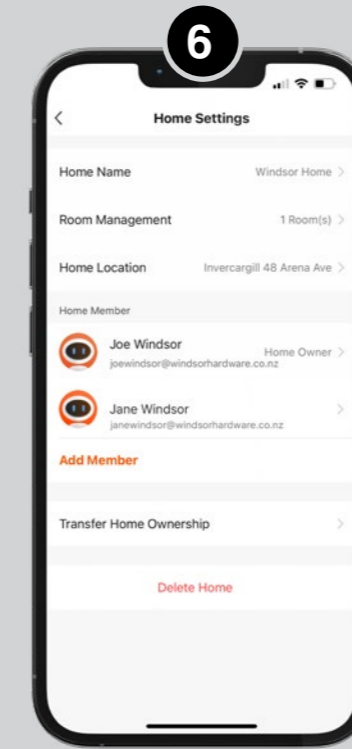 6
Home Settings
Home Name Windsor Home
Room Management 1 Room(s)
Home Location Invercargill 48 Arena Ave
Home Member
Joe Windsor Home Owner
joewindsor@windsorhardware.co.nz
Jane Windsor
janewindsor@windsorhardware.co.nz
Add Member
Transfer Home Ownership
Delete Home